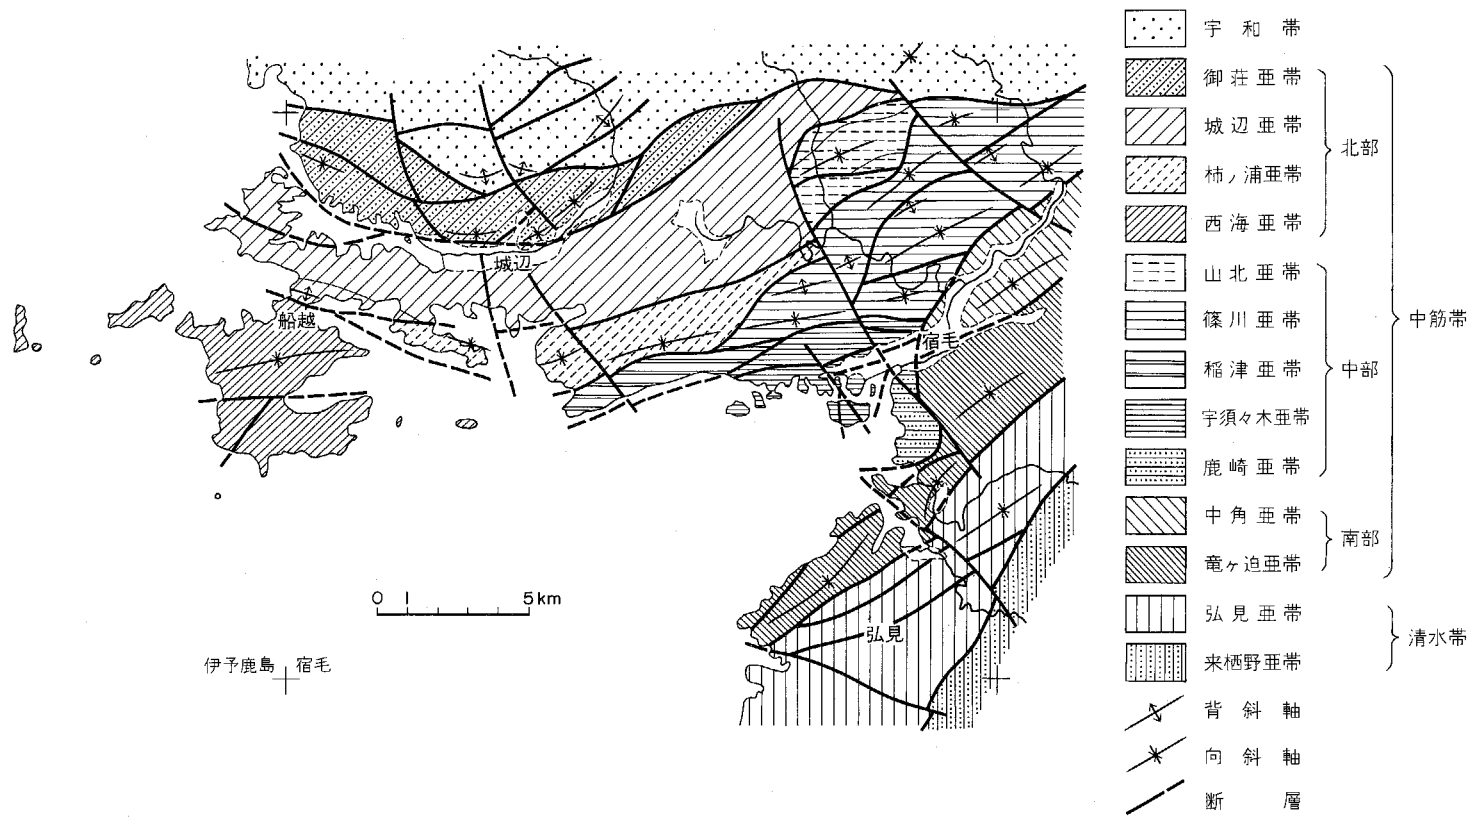 宇和帯
御荘亜帯
城辺亜帯
柿ノ浦亜帯
西海亜帯
北部
山北亜帯
篠川亜帯
稲津亜帯
宇須々木亜帯
鹿崎亜帯
中部
中角亜帯
竜ヶ迫亜帯
南部
中筋帯
弘見亜帯
来栖野亜帯
清水帯
背斜軸
向斜軸
断層
城辺
船越
宿毛
弘見
0 1 5km
伊予鹿島 宿毛